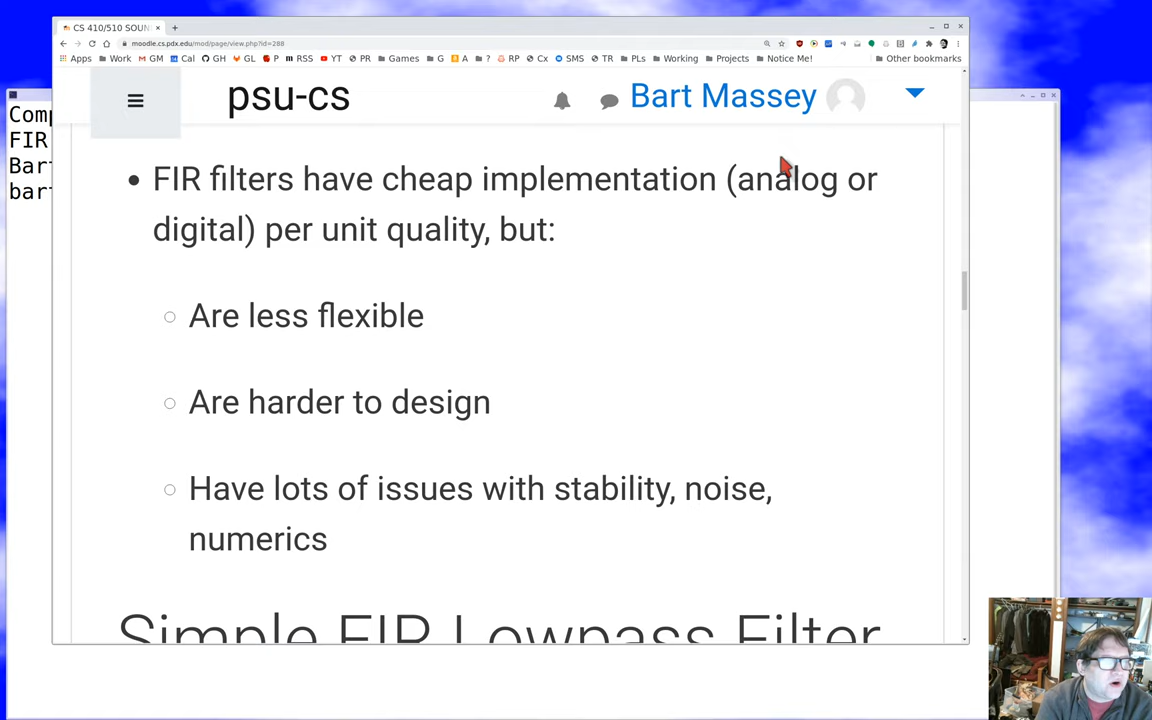 CS 410/510 SOUN
moodle.cs.pdx.edu/mod/page/view.php?id=288
Apps Work GM Cal GH GL P RSS YT PR Games G A ? RP Cx SMS TR PLs Working Projects Notice Me! Other bookmarks
psu-cs
Bart Massey
Comp
FIR
Bar
bart
FIR filters have cheap implementation (analog or
digital) per unit quality, but:
Are less flexible
Are harder to design
Have lots of issues with stability, noise,
numerics
Simple FIR Lowpass Filter